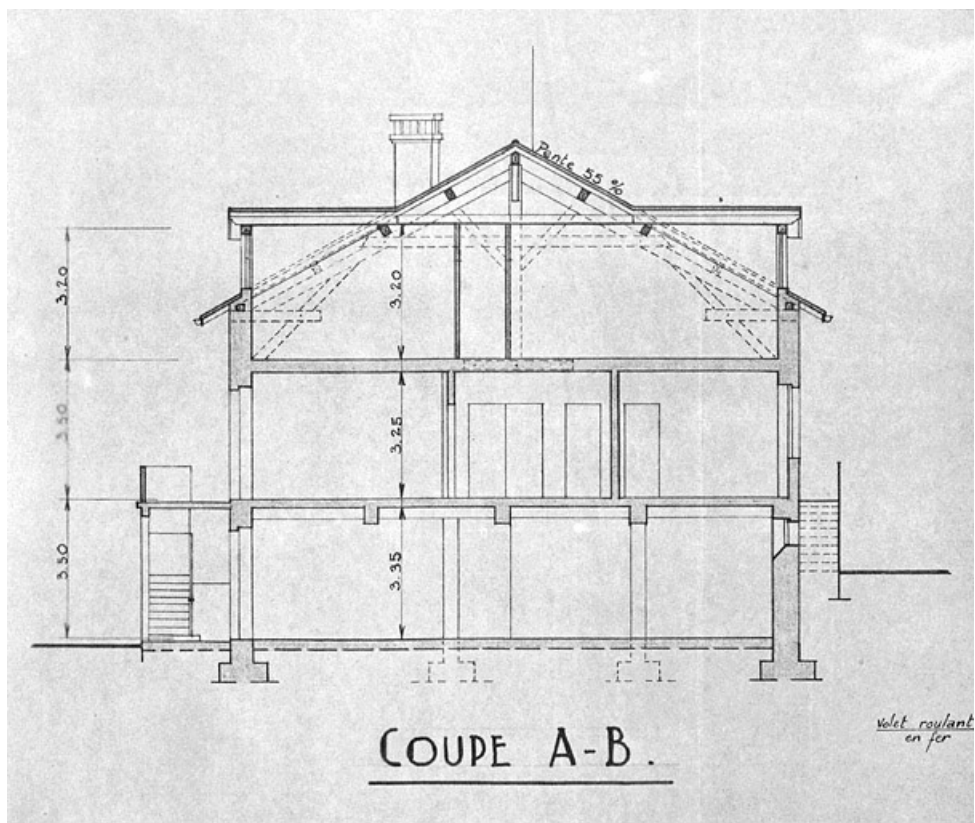 Pente 55 %
3.20
3.20
3.50
3.25
3.50
3.35
COUPE A-B.
Volet roulant
en fer